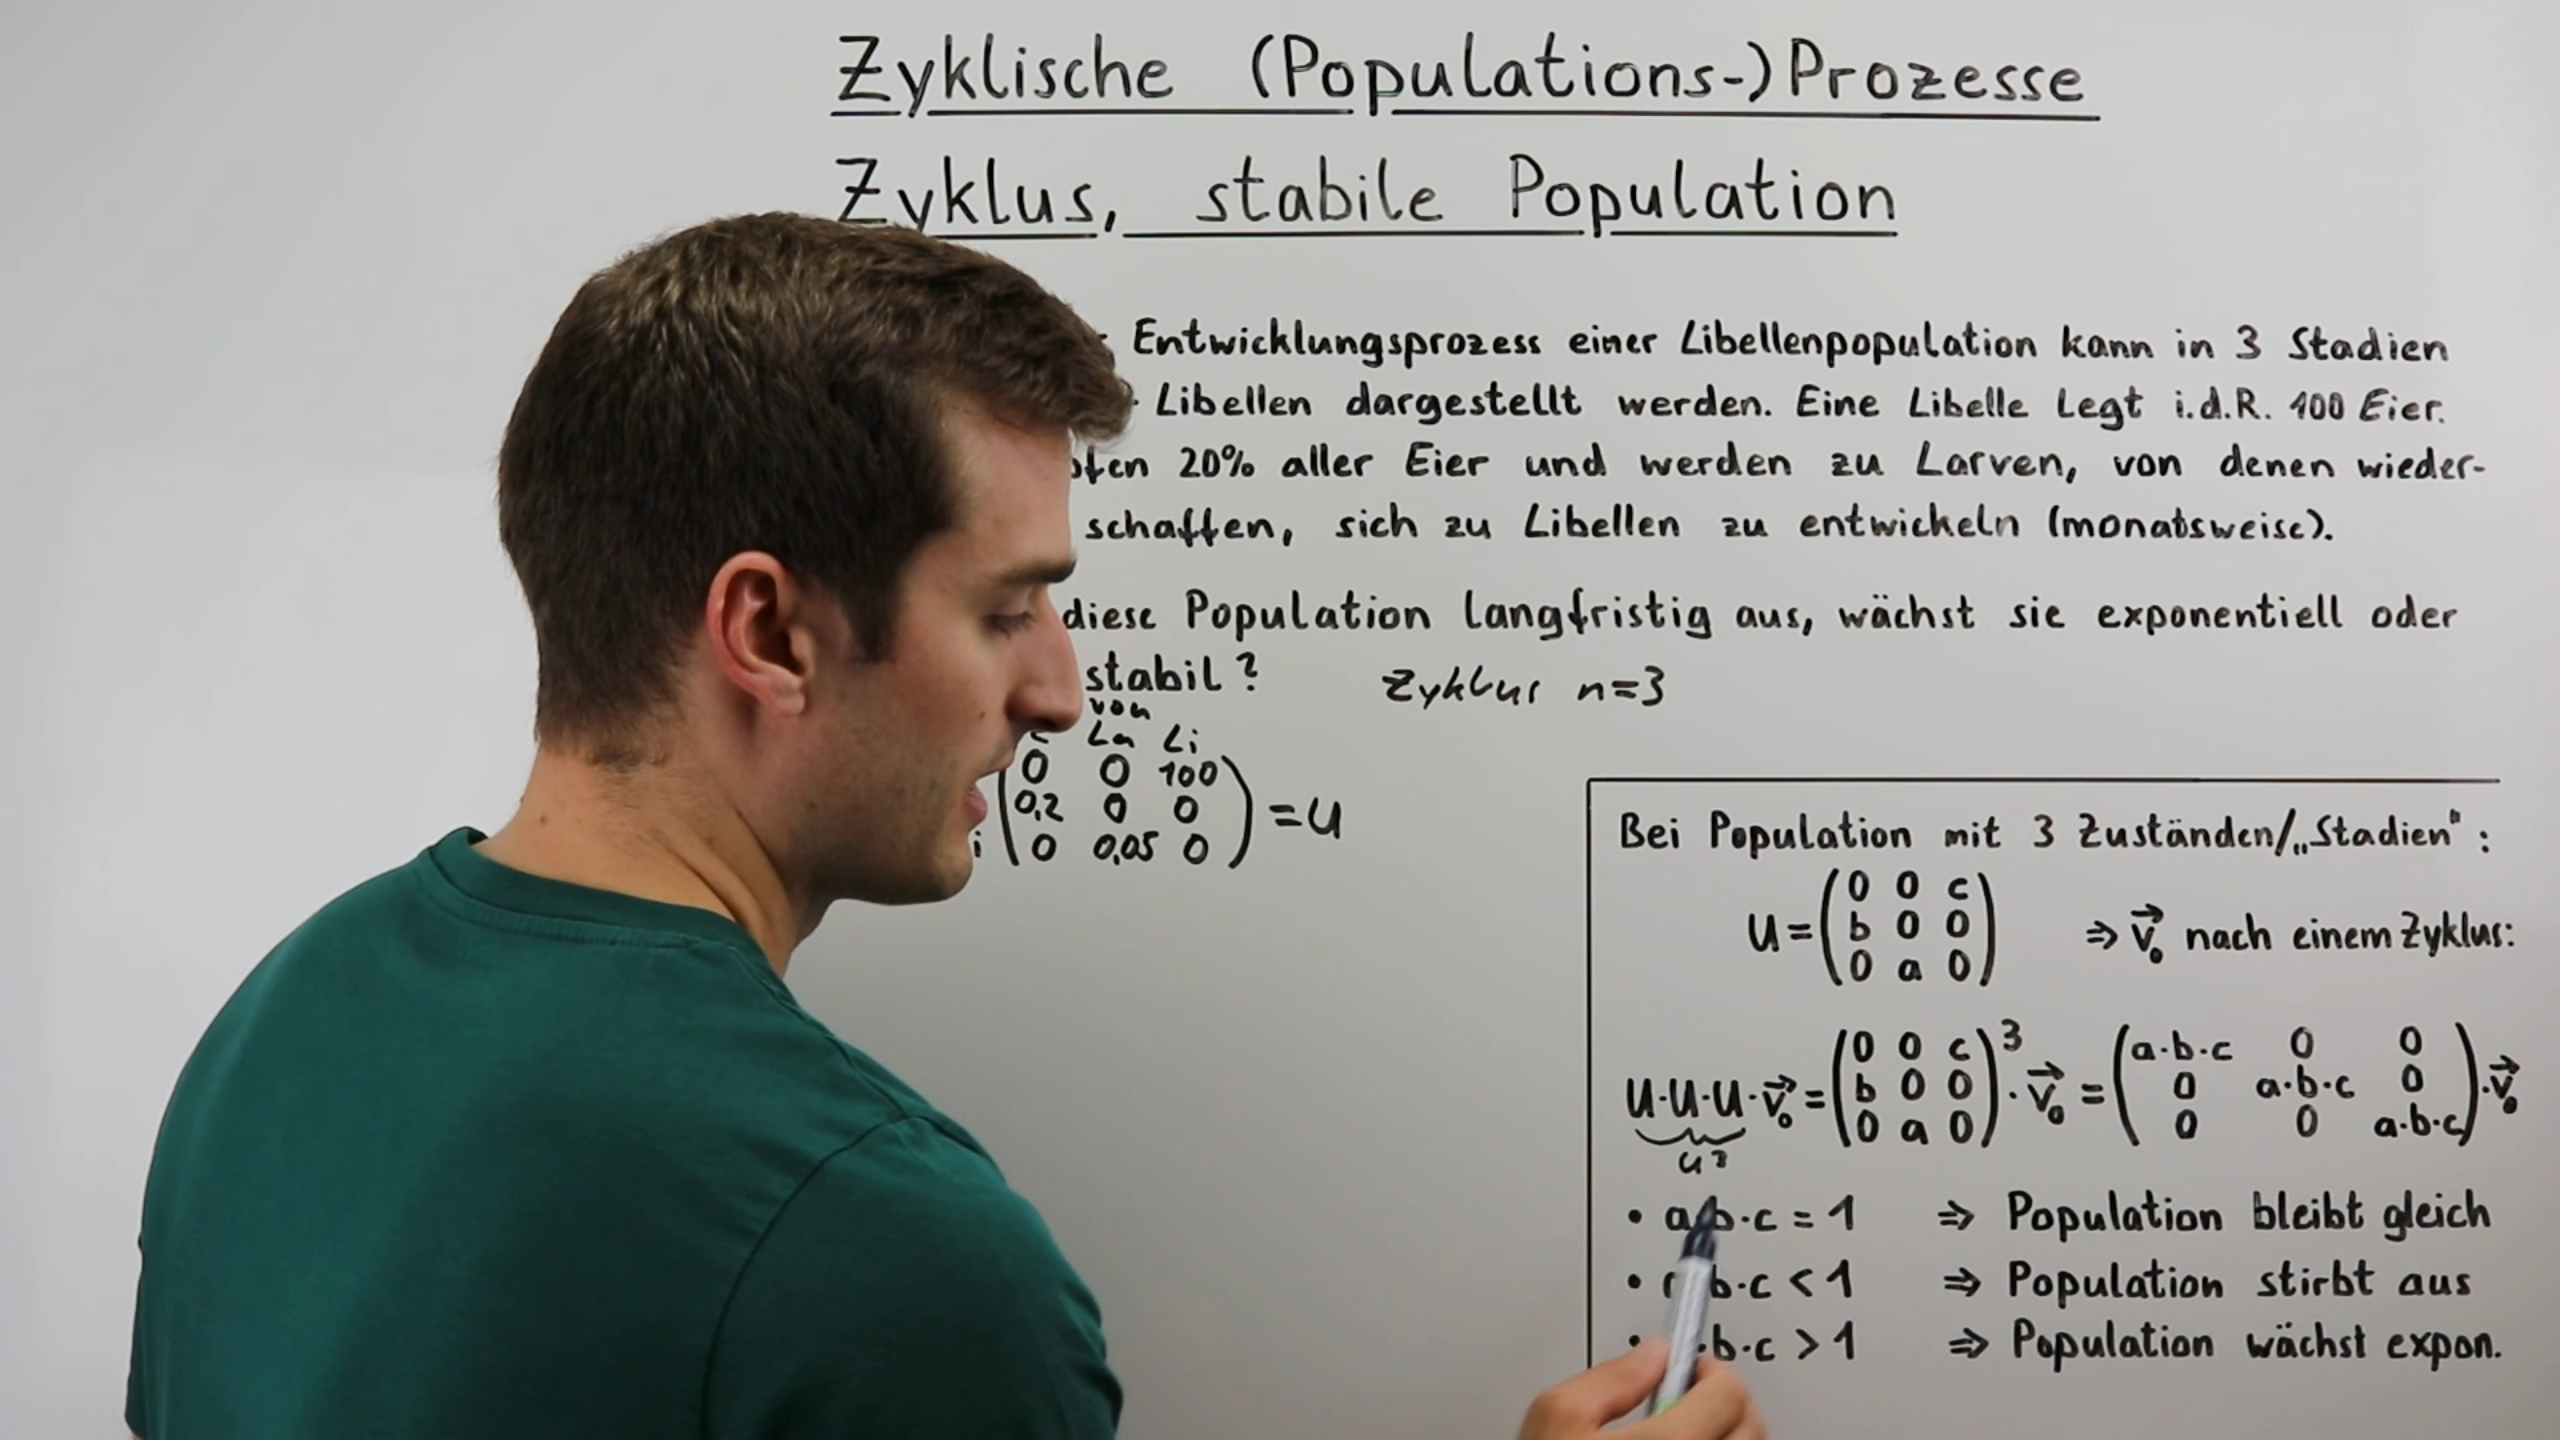 Zyklische (Populations-)Prozesse
Zyklus, stabile Population
Entwicklungsprozess einer Libellenpopulation kann in 3 Stadien
Libellen dargestellt werden. Eine Libelle legt i.d.R. 100 Eier.
20% aller Eier und werden zu Larven, von denen wieder-
schaffen, sich zu Libellen zu entwickeln (monatsweise).
diese Population langfristig aus, wächst sie exponentiell oder
stabil? Zyklus n=3
von
La Li
0 0 100
0,2 0 0 = U
0 0,05 0
Bei Population mit 3 Zuständen/„Stadien":
U = (0 0 c
b 0 0
0 a 0) ⇒ v⃗₀ nach einem Zyklus:
U·U·U·v⃗₀ = (0 0 c
b 0 0
0 a 0)³ · v⃗₀ = (a·b·c 0 0
0 a·b·c 0
0 0 a·b·c) · v⃗₀
U³
• a·b·c = 1 ⇒ Population bleibt gleich
• b·c < 1 ⇒ Population stirbt aus
• b·c > 1 ⇒ Population wächst expon.